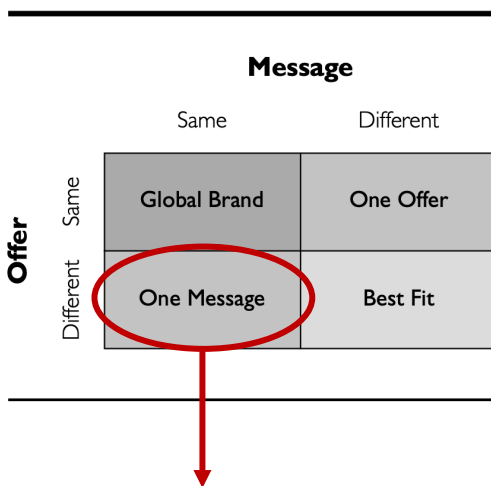 Message
Same Different
Offer
Same
Global Brand One Offer
Different
One Message Best Fit